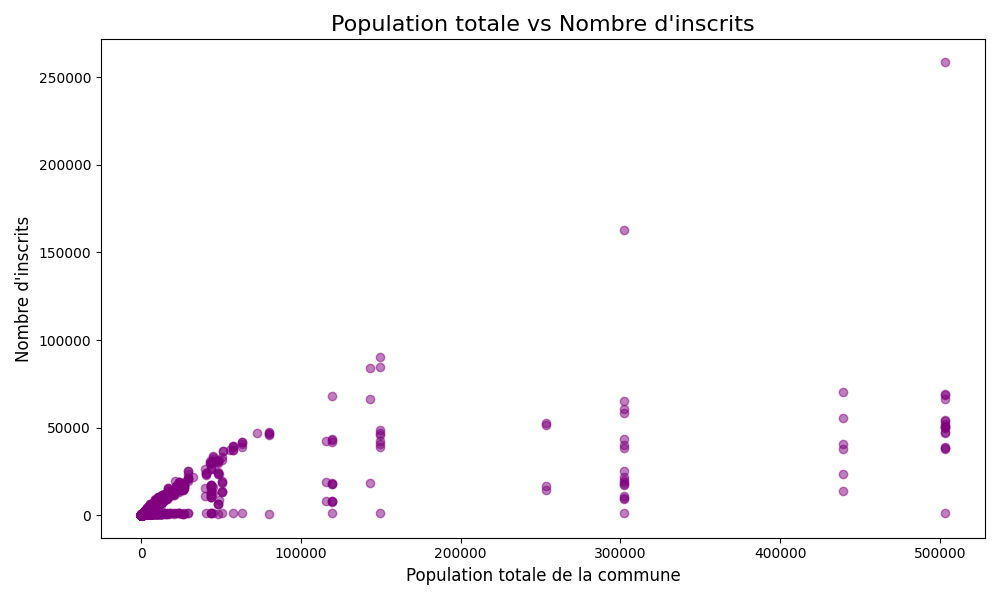 Population totale vs Nombre d'inscrits
250000
200000
150000
100000
50000
0
Nombre d'inscrits
0 100000 200000 300000 400000 500000
Population totale de la commune